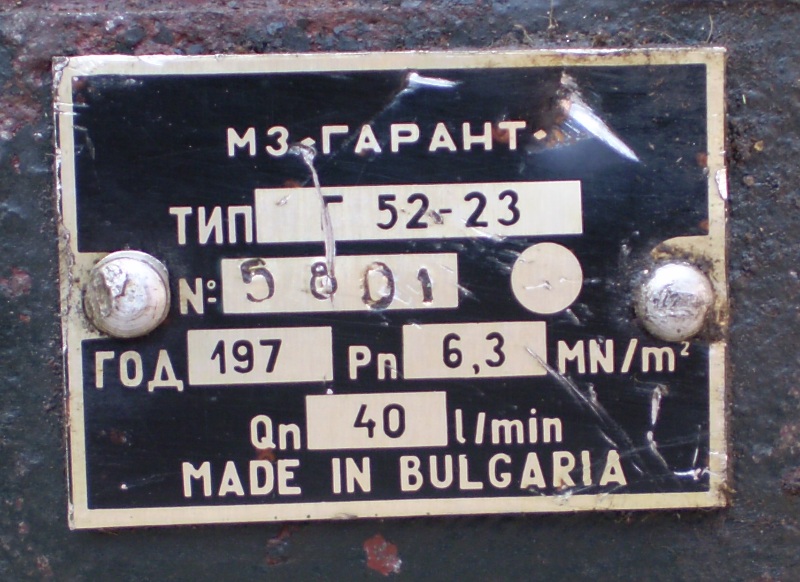 МЗ «ГАРАНТ»
ТИП Г 52-23
№: 5801
ГОД 197 Pn 6,3 MN/m²
Qn 40 l/min
MADE IN BULGARIA